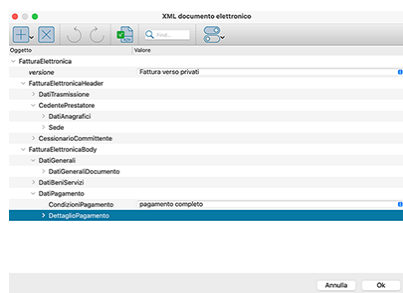 XML documento elettronico
Find...
Oggetto Valore
FatturaElettronica
versione Fattura verso privati
FatturaElettronicaHeader
DatiTrasmissione
CedentePrestatore
DatiAnagrafici
Sede
CessionarioCommittente
FatturaElettronicaBody
DatiGenerali
DatiGeneraliDocumento
DatiBeniServizi
DatiPagamento
CondizioniPagamento pagamento completo
DettaglioPagamento
Annulla Ok